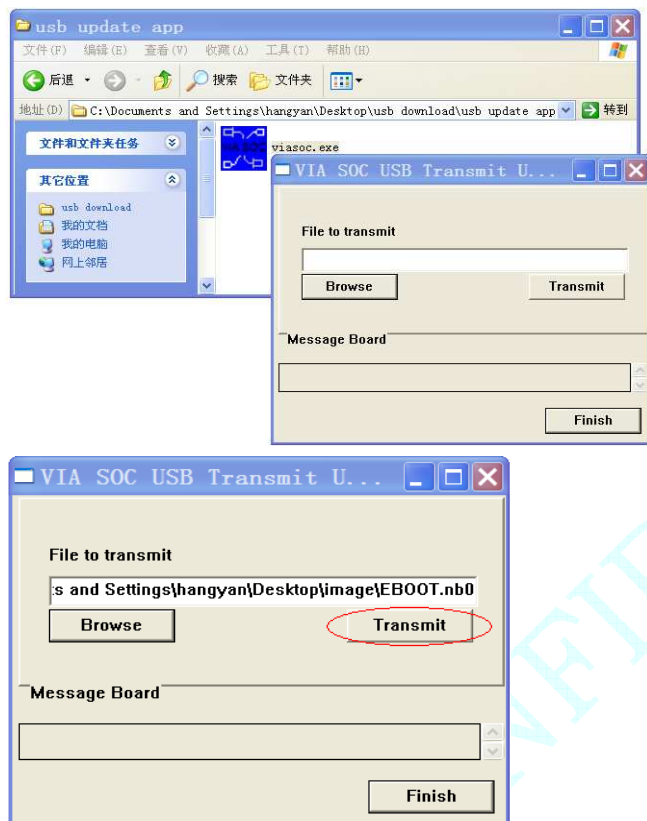 usb update app
文件(F) 编辑(E) 查看(V) 收藏(A) 工具(T) 帮助(H)
后退 搜索 文件夹
地址(D) C:\Documents and Settings\hangyan\Desktop\usb download\usb update app 转到
文件和文件夹任务
VIA SOC
viasoc.exe
其它位置
usb download
我的文档
我的电脑
网上邻居
VIA SOC USB Transmit U...
File to transmit
Browse Transmit
Message Board
Finish
VIA SOC USB Transmit U...
File to transmit
:s and Settings\hangyan\Desktop\image\EBOOT.nb0
Browse Transmit
Message Board
Finish
NFI